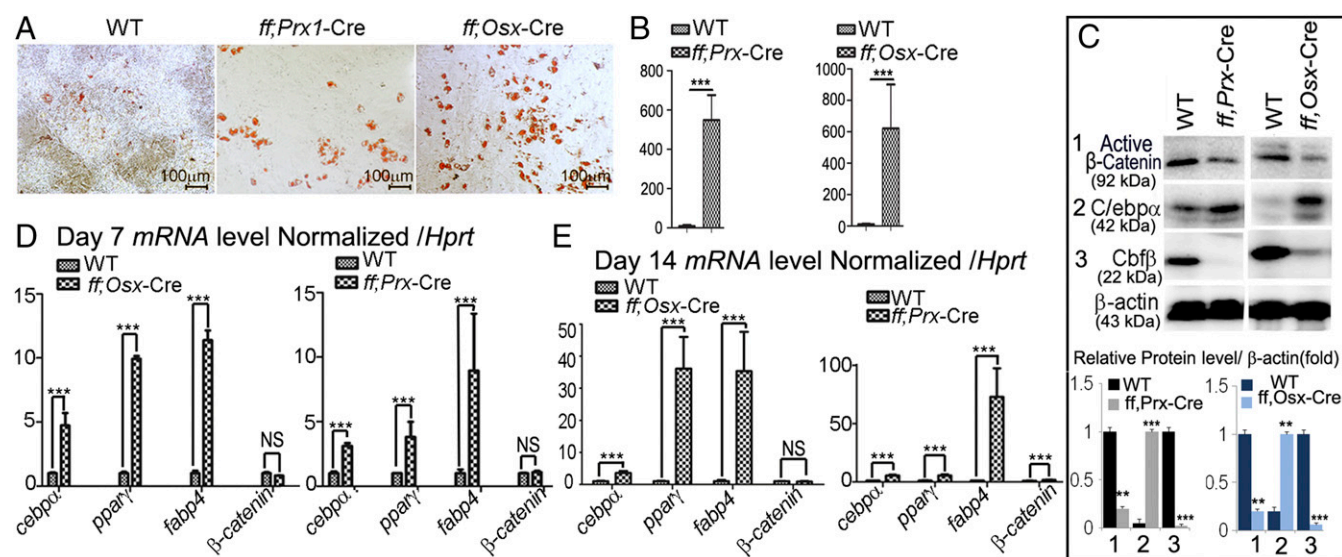 A
WT
ff;Prx1-Cre
ff;Osx-Cre
100μm
100μm
100μm
B
WT
ff;Prx-Cre
***
800
600
400
200
0
WT
ff;Osx-Cre
***
1000
800
600
400
200
0
C
WT
ff;Prx-Cre
WT
ff;Osx-Cre
1 Active
β-Catenin
(92 kDa)
2 C/ebpα
(42 kDa)
3 Cbfβ
(22 kDa)
β-actin
(43 kDa)
Relative Protein level/ β-actin(fold)
WT
ff,Prx-Cre
1.5
1
0.5
0
**
***
***
1 2 3
WT
ff,Osx-Cre
1.5
1
0.5
0
**
**
***
1 2 3
D Day 7 mRNA level Normalized /Hprt
WT
ff;Osx-Cre
15
10
5
0
***
***
***
NS
cebpα
pparγ
fabp4
β-catenin
WT
ff;Prx-Cre
15
10
5
0
***
***
***
NS
cebpα
pparγ
fabp4
β-catenin
E Day 14 mRNA level Normalized /Hprt
WT
ff;Osx-Cre
50
40
30
20
10
0
***
***
***
NS
cebpα
pparγ
fabp4
β-catenin
WT
ff;Prx-Cre
100
50
0
***
***
***
***
cebpα
pparγ
fabp4
β-catenin